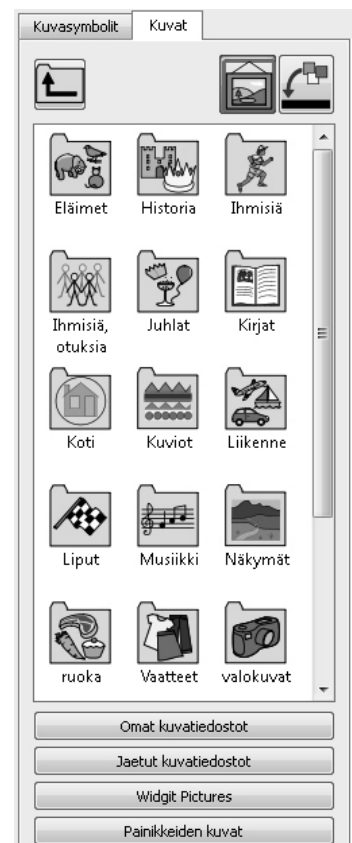 Kuvasymbolit Kuvat
Eläimet Historia Ihmisiä
Ihmisiä, Juhlat Kirjat
otuksia
Koti Kuviot Liikenne
Liput Musiikki Näkymät
ruoka Vaatteet valokuvat
Omat kuvatiedostot
Jaetut kuvatiedostot
Widgit Pictures
Painikkeiden kuvat